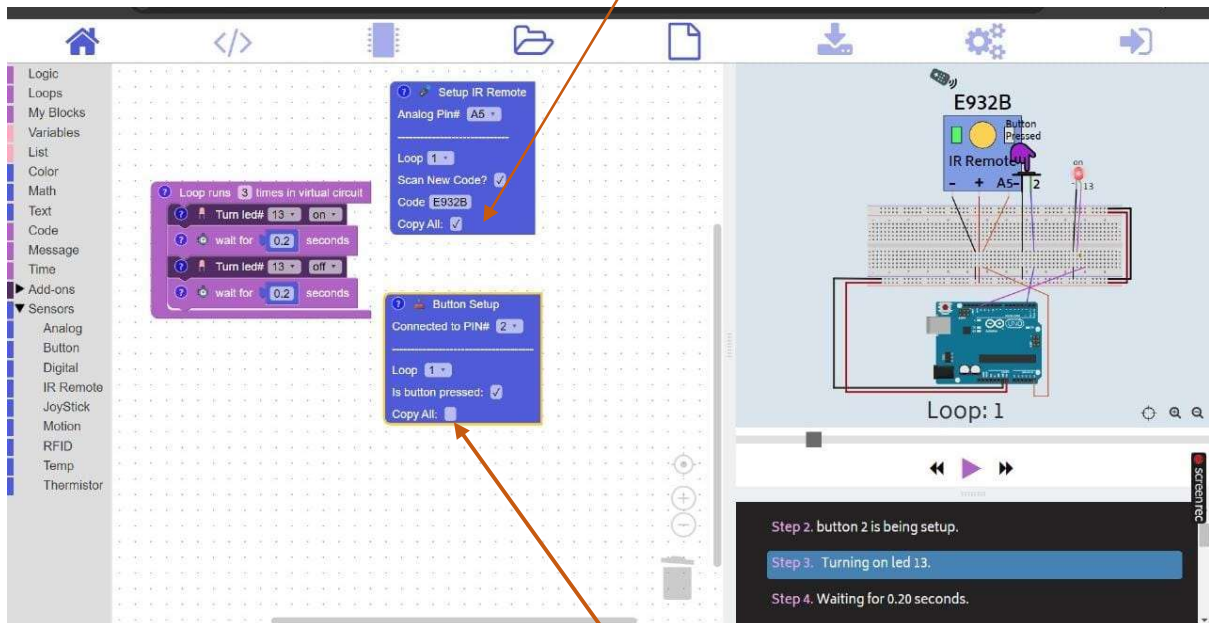 </>
Logic
Loops
My Blocks
Variables
List
Color
Math
Text
Code
Message
Time
Add-ons
Sensors
Analog
Button
Digital
IR Remote
JoyStick
Motion
RFID
Temp
Thermistor
Loop runs 3 times in virtual circuit
Turn led# 13 on
wait for 0.2 seconds
Turn led# 13 off
wait for 0.2 seconds
Setup IR Remote
Analog Pin# A5
Loop 1
Scan New Code?
Code E932B
Copy All:
Button Setup
Connected to PIN# 2
Loop 1
Is button pressed:
Copy All:
E932B
Button
Pressed
IR Remote
- + A5
- 2
on
- 13
Loop: 1
Step 2. button 2 is being setup.
Step 3. Turning on led 13.
Step 4. Waiting for 0.20 seconds.
screenrec